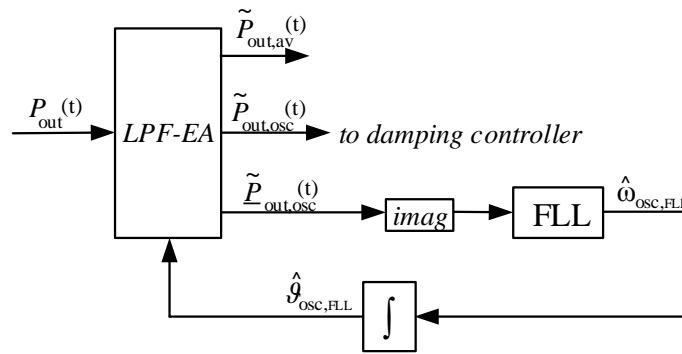 P̃out,av(t)
Pout(t)
LPF-EA
P̃out,osc(t)
to damping controller
P̲̃out,osc(t)
imag
FLL
ω̂osc,FLL
ϑ̂osc,FLL
∫